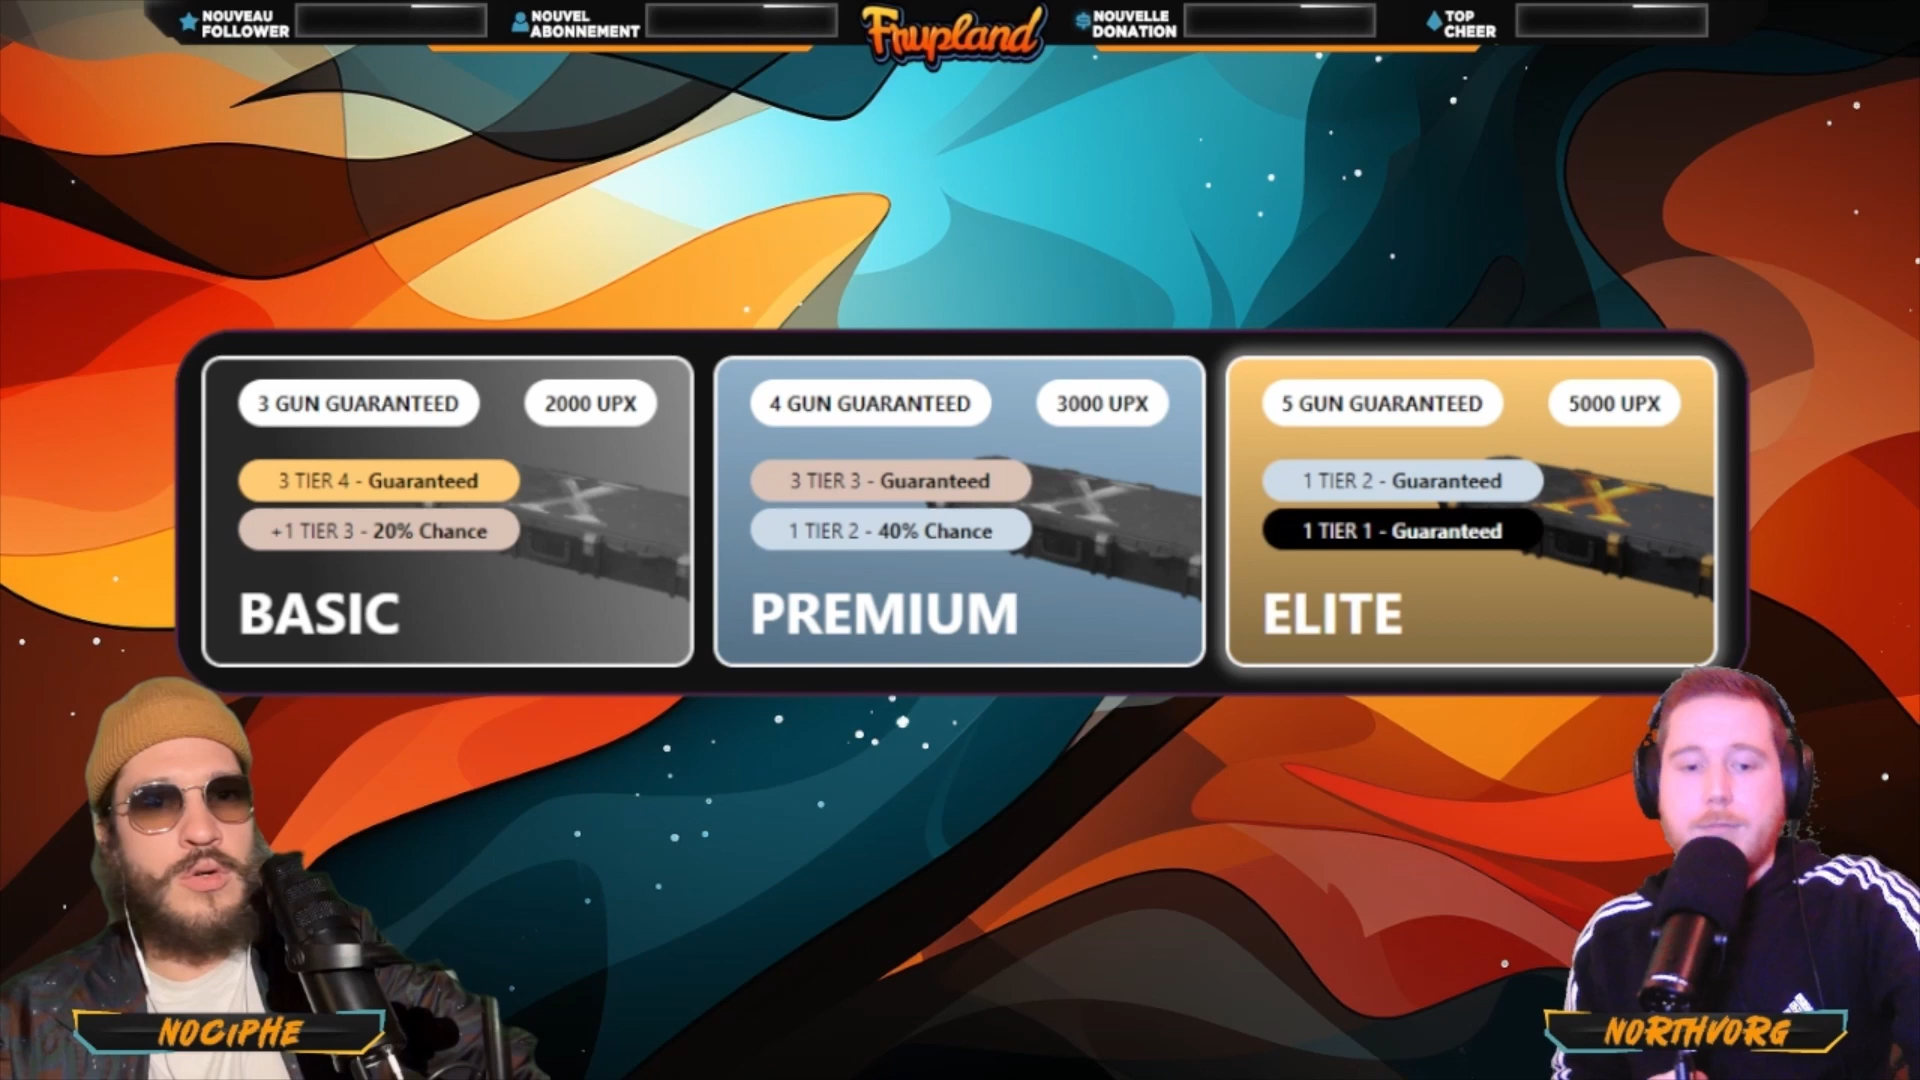 NOUVEAU
FOLLOWER
NOUVEL
ABONNEMENT
Frupland
NOUVELLE
DONATION
TOP
CHEER
3 GUN GUARANTEED
2000 UPX
3 TIER 4 - Guaranteed
+1 TIER 3 - 20% Chance
BASIC
4 GUN GUARANTEED
3000 UPX
3 TIER 3 - Guaranteed
1 TIER 2 - 40% Chance
PREMIUM
5 GUN GUARANTEED
5000 UPX
1 TIER 2 - Guaranteed
1 TIER 1 - Guaranteed
ELITE
NOCIPHE
NORTHVORG